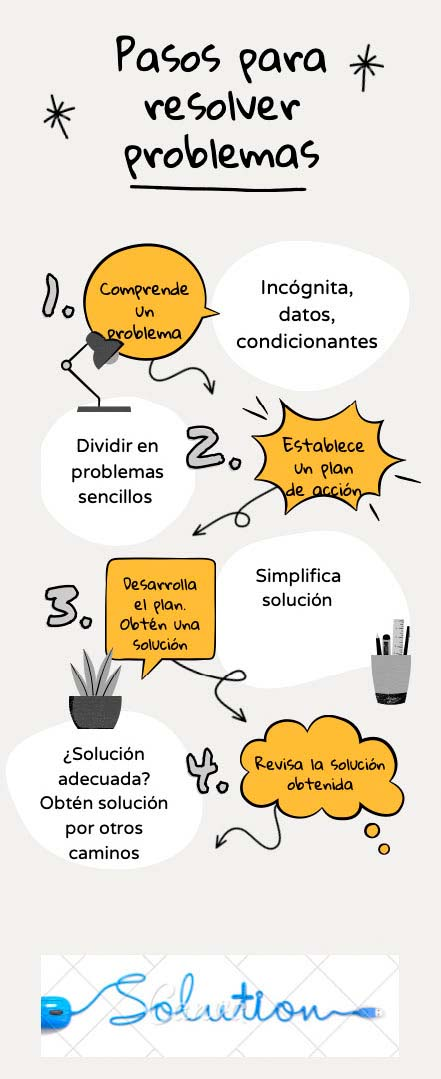 Pasos para
resolver
problemas
1.
Comprende
un
problema
Incógnita,
datos,
condicionantes
2.
Establece
un plan
de acción
Dividir en
problemas
sencillos
3.
Desarrolla
el plan.
Obtén una
solución
Simplifica
solución
4.
Revisa la solución
obtenida
¿Solución
adecuada?
Obtén solución
por otros
caminos
Solution
Canva